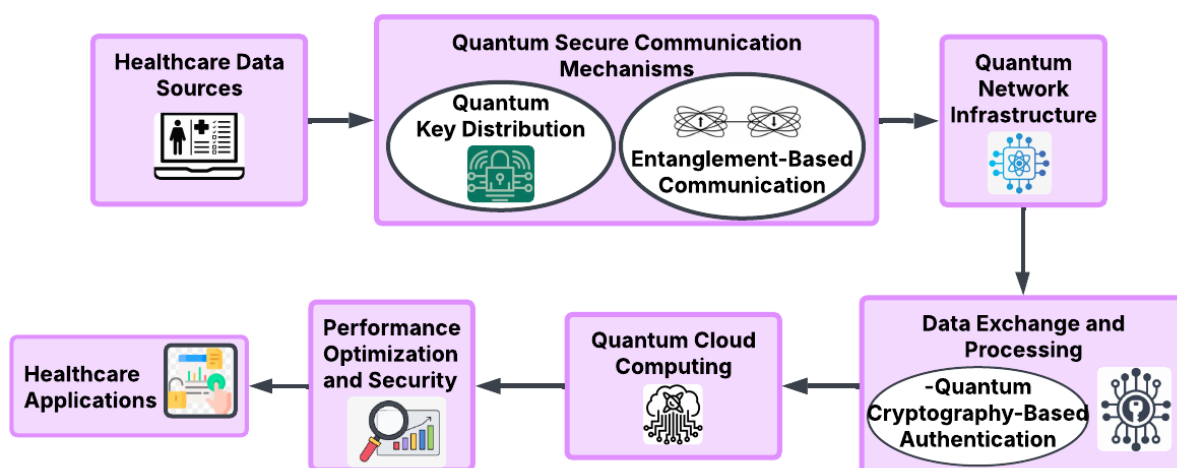 Healthcare Data
Sources
Quantum Secure Communication
Mechanisms
Quantum
Key Distribution
Entanglement-Based
Communication
Quantum
Network
Infrastructure
Data Exchange and
Processing
-Quantum
Cryptography-Based
Authentication
Quantum Cloud
Computing
Performance
Optimization
and Security
Healthcare
Applications